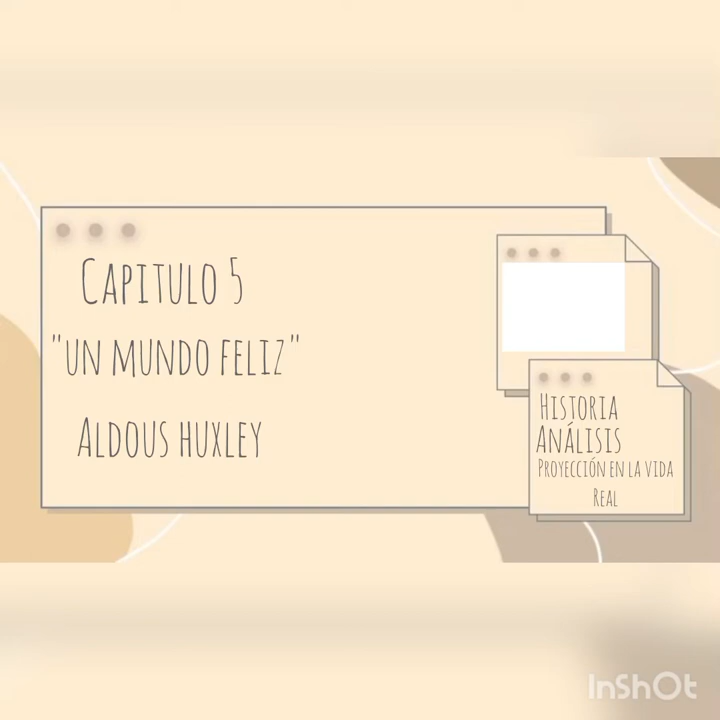 CAPITULO 5
"UN MUNDO FELIZ"
ALDOUS HUXLEY
HISTORIA
ANÁLISIS
PROYECCIÓN EN LA VIDA
REAL
InShOt